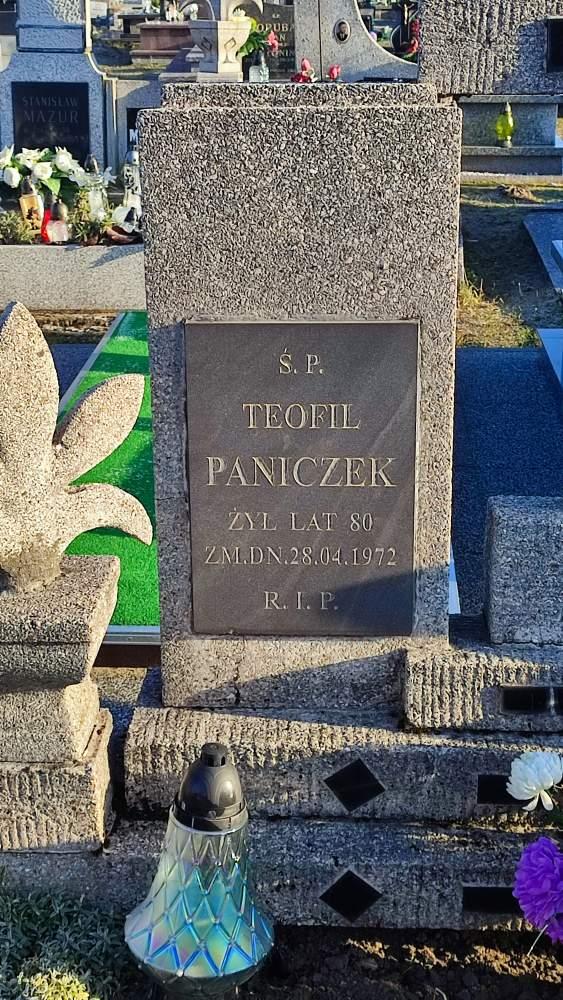 STANISŁAW
MAZUR
Ś. P.
TEOFIL
PANICZEK
ŻYŁ LAT 80
ZM.DN.28.04.1972
R. I. P.